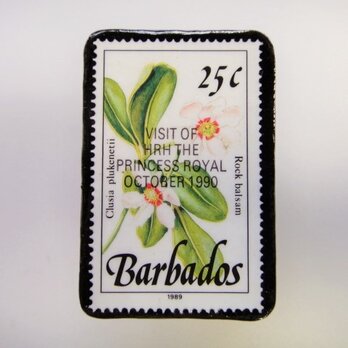 25c
VISIT OF
HRH THE
PRINCESS ROYAL
OCTOBER 1990
Clusia plukenetii
Rock balsam
Barbados
1989